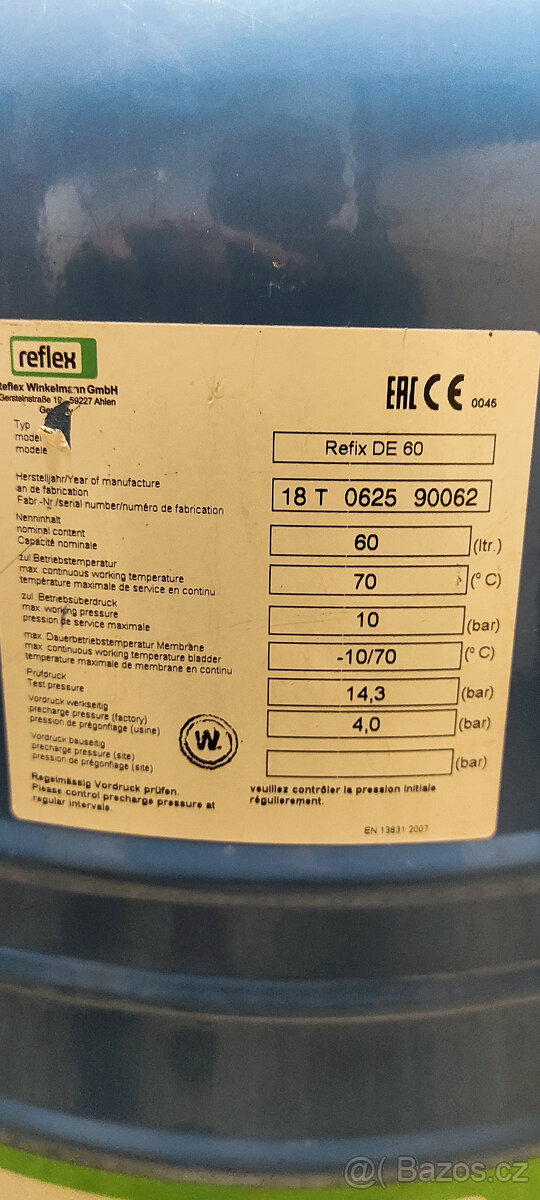 reflex
Reflex Winkelmann GmbH
Gersteinstraße 19 59227 Ahlen
EAC CE 0045
Typ
model
modele
Refix DE 60
Herstelljahr/Year of manufacture
an de fabrication
Fabr.-Nr./serial number/numéro de fabrication
18 T 0625 90062
Nenninhalt
nominal content
Capacité nominale
60 (ltr.)
zul.Betriebstemperatur
max. continuous working temperature
température maximale de service en continu
70 (° C)
zul. Betriebsüberdruck
max. working pressure
pression de service maximale
10 (bar)
max. Dauerbetriebstemperatur Membrane
max. continuous working temperature bladder
température maximale de membrane en continu
-10/70 (° C)
Prüfdruck
Test pressure
14,3 (bar)
Vordruck werkseitig
precharge pressure (factory)
pression de prégonflage (usine)
4,0 (bar)
Vordruck bauseitig
precharge pressure (site)
pression de prégonflage (site)
(bar)
W.
Regelmässig Vordruck prüfen.
Please control precharge pressure at
regular intervals.
veuillez contrôler la pression initiale
régulierement.
EN 13831 2007
@ Bazos.cz